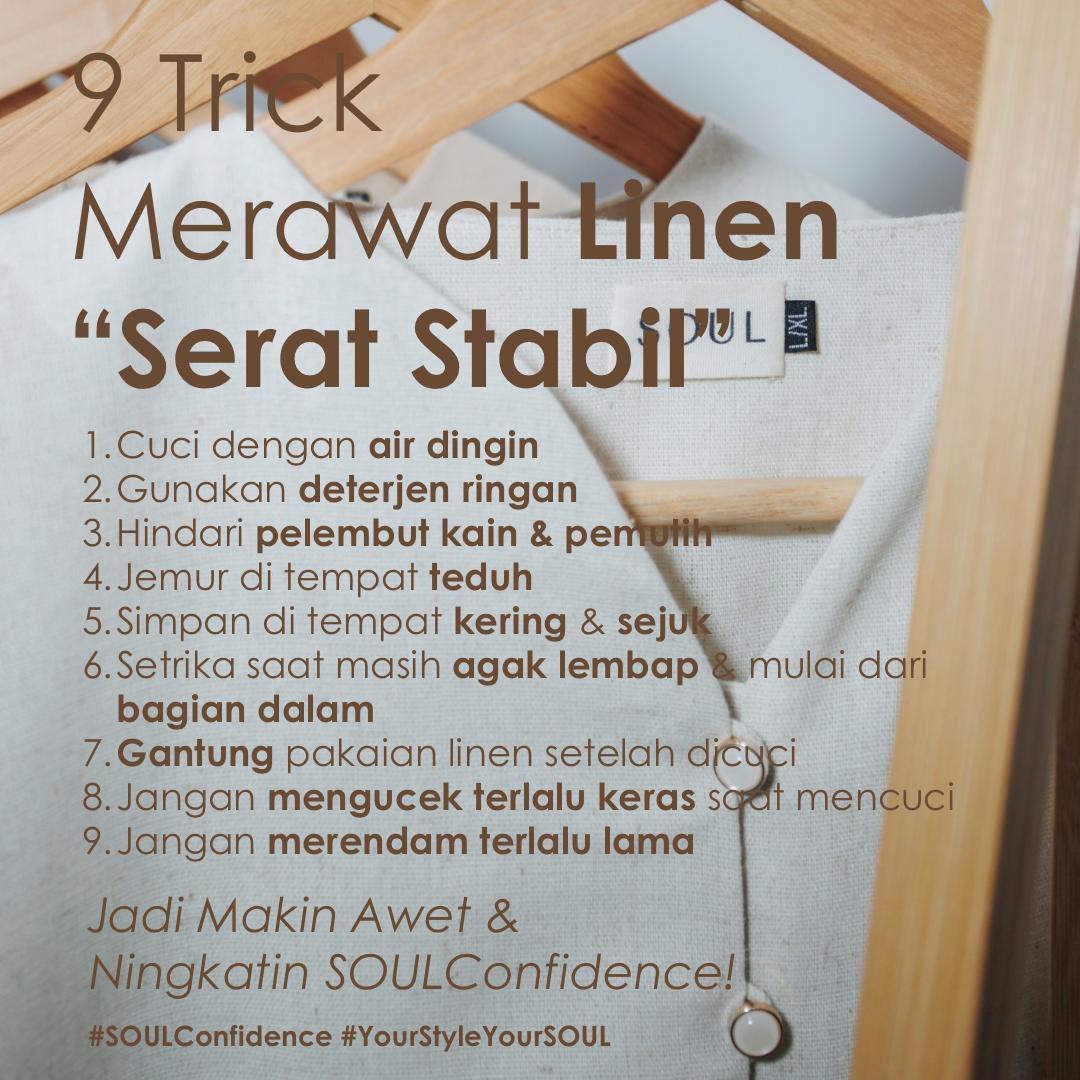 9 Trick
Merawat Linen
“Serat Stabil”
SOUL
L/XL
1. Cuci dengan air dingin
2. Gunakan deterjen ringan
3. Hindari pelembut kain & pemutih
4. Jemur di tempat teduh
5. Simpan di tempat kering & sejuk
6. Setrika saat masih agak lembap & mulai dari
bagian dalam
7. Gantung pakaian linen setelah dicuci
8. Jangan mengucek terlalu keras saat mencuci
9. Jangan merendam terlalu lama
Jadi Makin Awet &
Ningkatin SOULConfidence!
#SOULConfidence #YourStyleYourSOUL